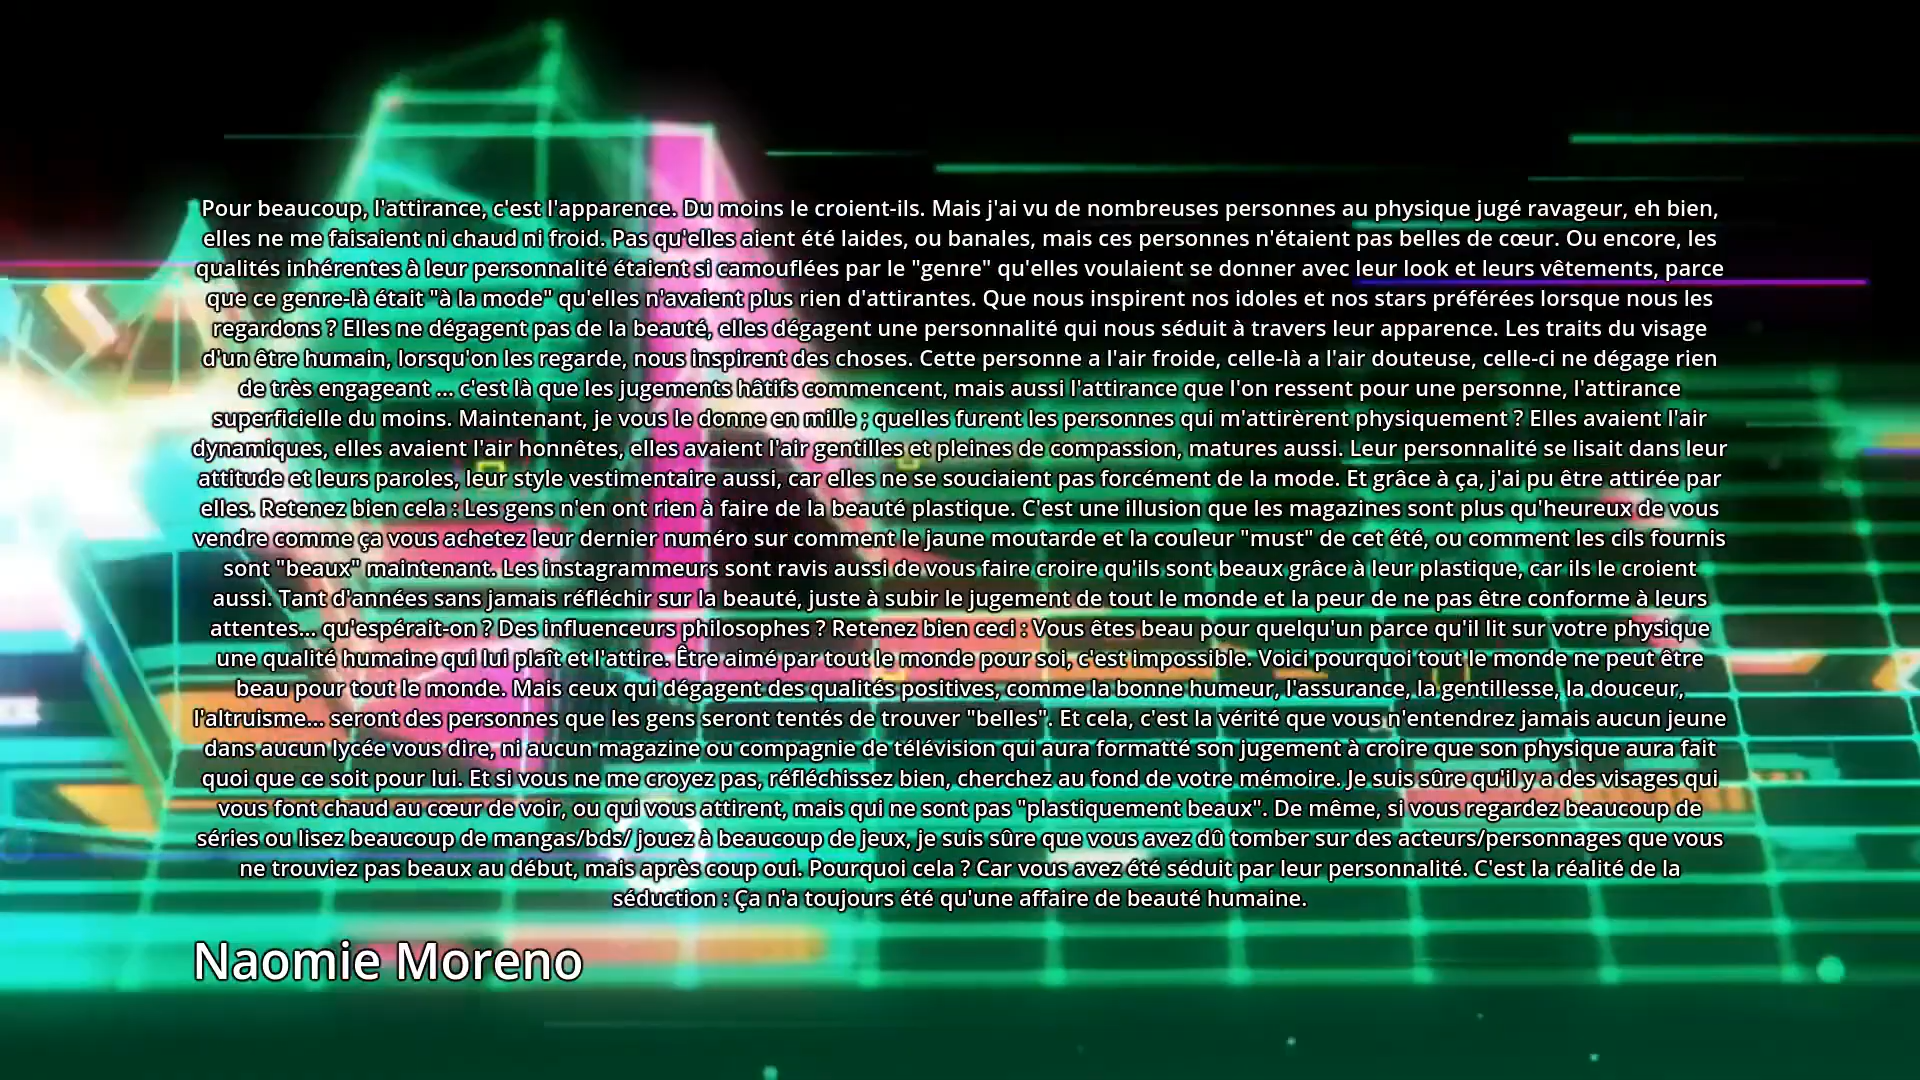 Pour beaucoup, l'attirance, c'est l'apparence. Du moins le croient-ils. Mais j'ai vu de nombreuses personnes au physique jugé ravageur, eh bien,
elles ne me faisaient ni chaud ni froid. Pas qu'elles aient été laides, ou banales, mais ces personnes n'étaient pas belles de cœur. Ou encore, les
qualités inhérentes à leur personnalité étaient si camouflées par le "genre" qu'elles voulaient se donner avec leur look et leurs vêtements, parce
que ce genre-là était "à la mode" qu'elles n'avaient plus rien d'attirantes. Que nous inspirent nos idoles et nos stars préférées lorsque nous les
regardons ? Elles ne dégagent pas de la beauté, elles dégagent une personnalité qui nous séduit à travers leur apparence. Les traits du visage
d'un être humain, lorsqu'on les regarde, nous inspirent des choses. Cette personne a l'air froide, celle-là a l'air douteuse, celle-ci ne dégage rien
de très engageant ... c'est là que les jugements hâtifs commencent, mais aussi l'attirance que l'on ressent pour une personne, l'attirance
superficielle du moins. Maintenant, je vous le donne en mille ; quelles furent les personnes qui m'attirèrent physiquement ? Elles avaient l'air
dynamiques, elles avaient l'air honnêtes, elles avaient l'air gentilles et pleines de compassion, matures aussi. Leur personnalité se lisait dans leur
attitude et leurs paroles, leur style vestimentaire aussi, car elles ne se souciaient pas forcément de la mode. Et grâce à ça, j'ai pu être attirée par
elles. Retenez bien cela : Les gens n'en ont rien à faire de la beauté plastique. C'est une illusion que les magazines sont plus qu'heureux de vous
vendre comme ça vous achetez leur dernier numéro sur comment le jaune moutarde et la couleur "must" de cet été, ou comment les cils fournis
sont "beaux" maintenant. Les instagrammeurs sont ravis aussi de vous faire croire qu'ils sont beaux grâce à leur plastique, car ils le croient
aussi. Tant d'années sans jamais réfléchir sur la beauté, juste à subir le jugement de tout le monde et la peur de ne pas être conforme à leurs
attentes... qu'espérait-on ? Des influenceurs philosophes ? Retenez bien ceci : Vous êtes beau pour quelqu'un parce qu'il lit sur votre physique
une qualité humaine qui lui plaît et l'attire. Être aimé par tout le monde pour soi, c'est impossible. Voici pourquoi tout le monde ne peut être
beau pour tout le monde. Mais ceux qui dégagent des qualités positives, comme la bonne humeur, l'assurance, la gentillesse, la douceur,
l'altruisme... seront des personnes que les gens seront tentés de trouver "belles". Et cela, c'est la vérité que vous n'entendrez jamais aucun jeune
dans aucun lycée vous dire, ni aucun magazine ou compagnie de télévision qui aura formatté son jugement à croire que son physique aura fait
quoi que ce soit pour lui. Et si vous ne me croyez pas, réfléchissez bien, cherchez au fond de votre mémoire. Je suis sûre qu'il y a des visages qui
vous font chaud au cœur de voir, ou qui vous attirent, mais qui ne sont pas "plastiquement beaux". De même, si vous regardez beaucoup de
séries ou lisez beaucoup de mangas/bds/ jouez à beaucoup de jeux, je suis sûre que vous avez dû tomber sur des acteurs/personnages que vous
ne trouviez pas beaux au début, mais après coup oui. Pourquoi cela ? Car vous avez été séduit par leur personnalité. C'est la réalité de la
séduction : Ça n'a toujours été qu'une affaire de beauté humaine.
Naomie Moreno